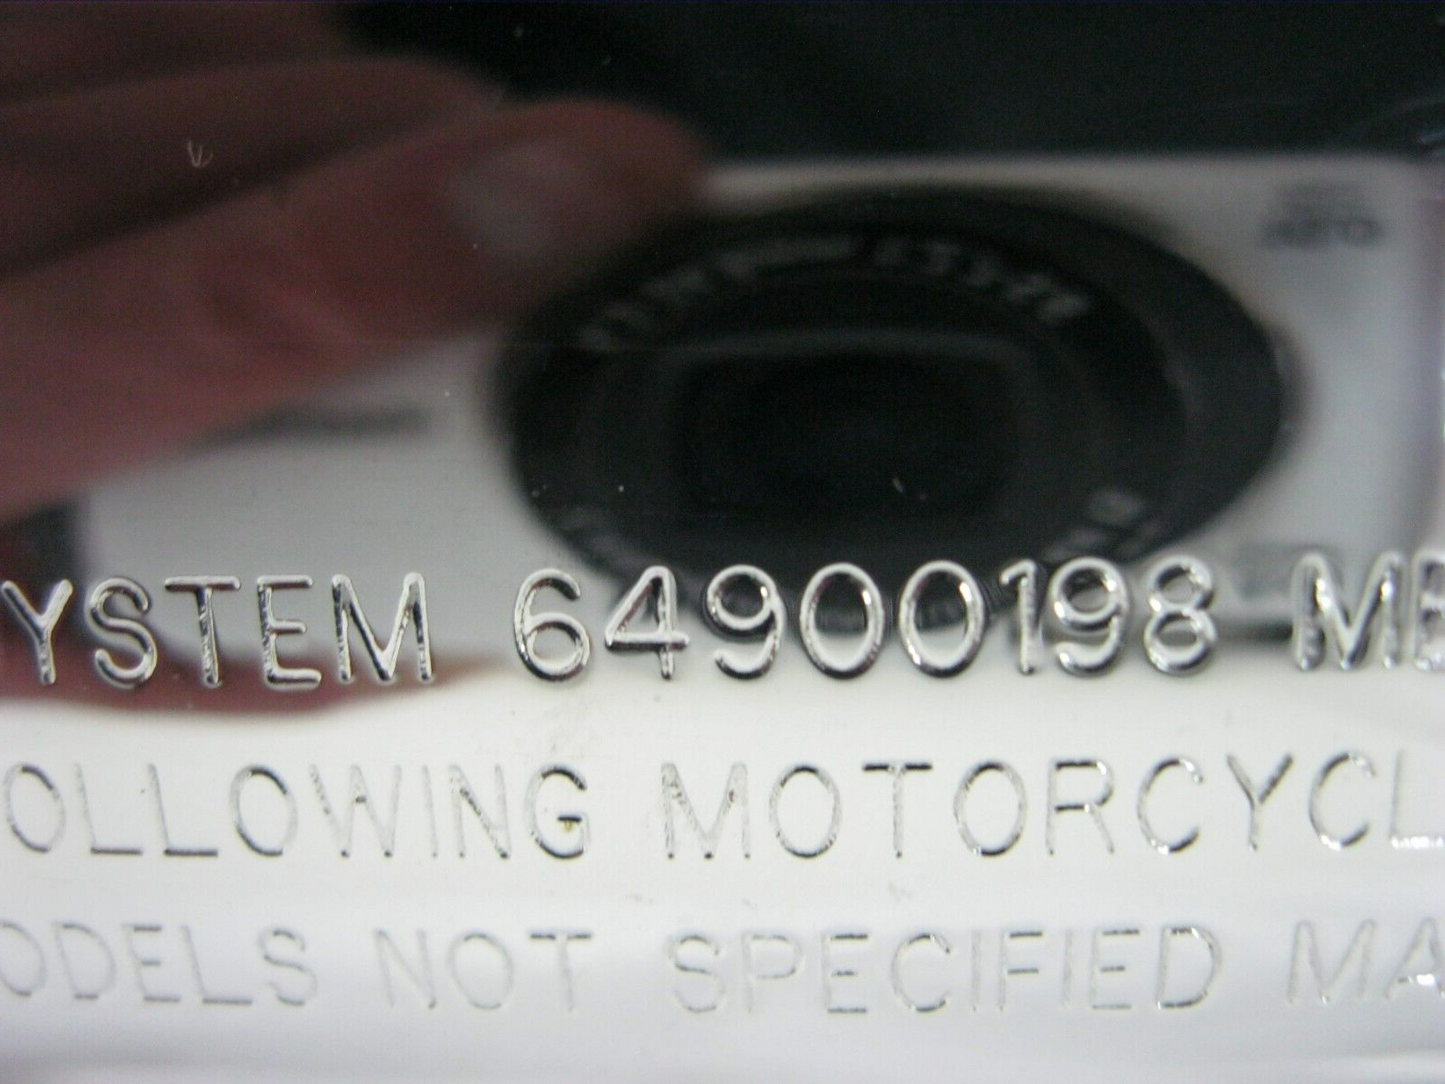 YSTEM 64900198 ME
OLLOWING MOTORCYCL
ODELS NOT SPECIFIED MA